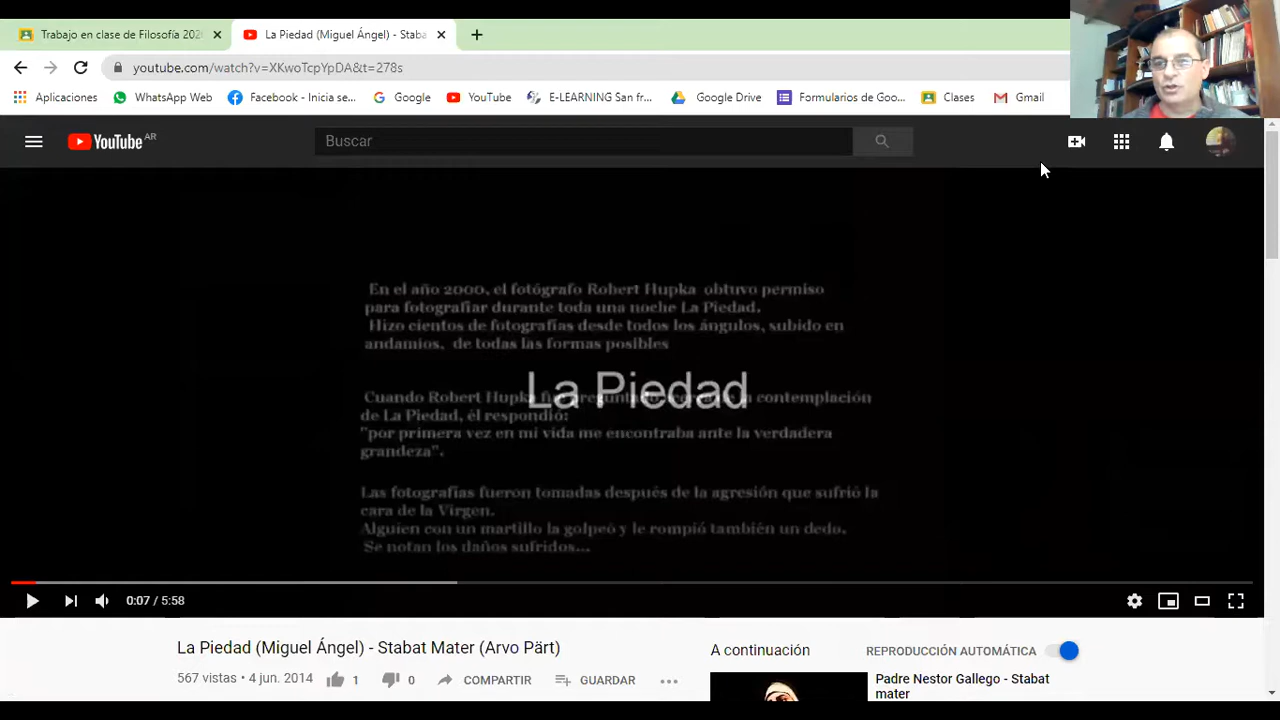 Trabajo en clase de Filosofía 202
La Piedad (Miguel Ángel) - Staba
youtube.com/watch?v=XKwoTcpYpDA&t=278s
Aplicaciones WhatsApp Web Facebook - Inicia se... Google YouTube E-LEARNING San fr... Google Drive Formularios de Goo... Clases Gmail
YouTube AR
Buscar
En el año 2000, el fotógrafo Robert Hupka obtuvo permiso
para fotografiar durante toda una noche La Piedad.
Hizo cientos de fotografías desde todos los ángulos, subido en
andamios, de todas las formas posibles
La Piedad
Cuando Robert Hupka contemplación
de La Piedad, él respondió:
"por primera vez en mi vida me encontraba ante la verdadera
grandeza".
Las fotografías fueron tomadas después de la agresión que sufrió la
cara de la Virgen.
Alguien con un martillo la golpeó y le rompió también un dedo.
Se notan los daños sufridos...
0:07 / 5:58
La Piedad (Miguel Ángel) - Stabat Mater (Arvo Pärt)
567 vistas • 4 jun. 2014 1 0 COMPARTIR GUARDAR
A continuación REPRODUCCIÓN AUTOMÁTICA
Padre Nestor Gallego - Stabat
mater